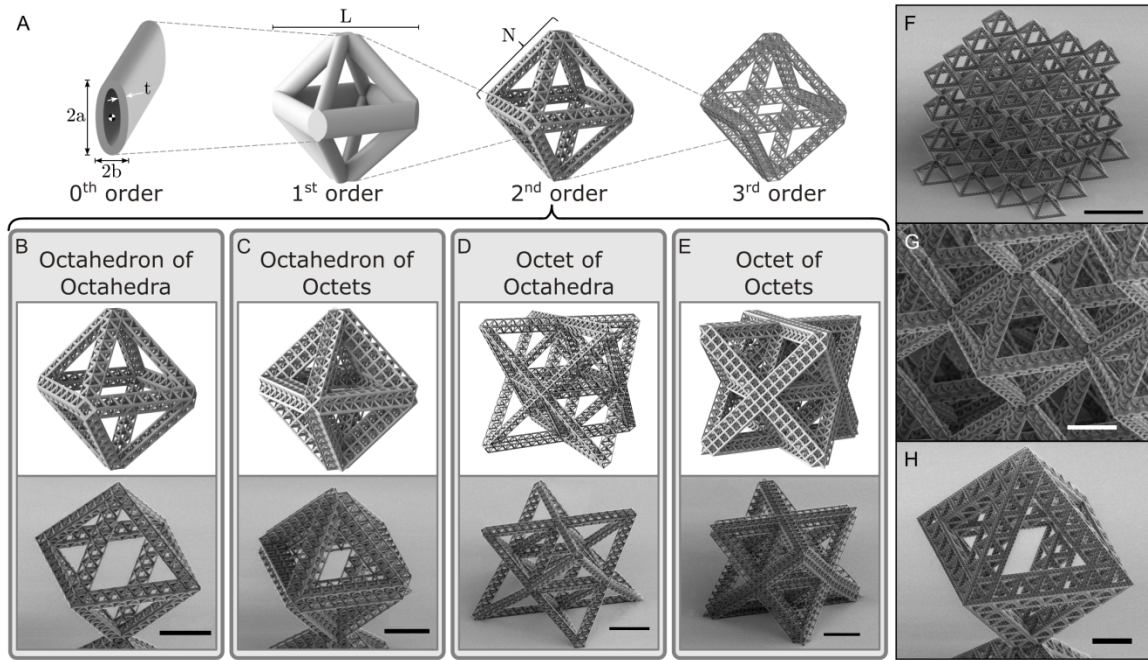 A
2a
t
2b
0th order
L
1st order
N
2nd order
3rd order
B
Octahedron of
Octahedra
C
Octahedron of
Octets
D
Octet of
Octahedra
E
Octet of
Octets
F
G
H